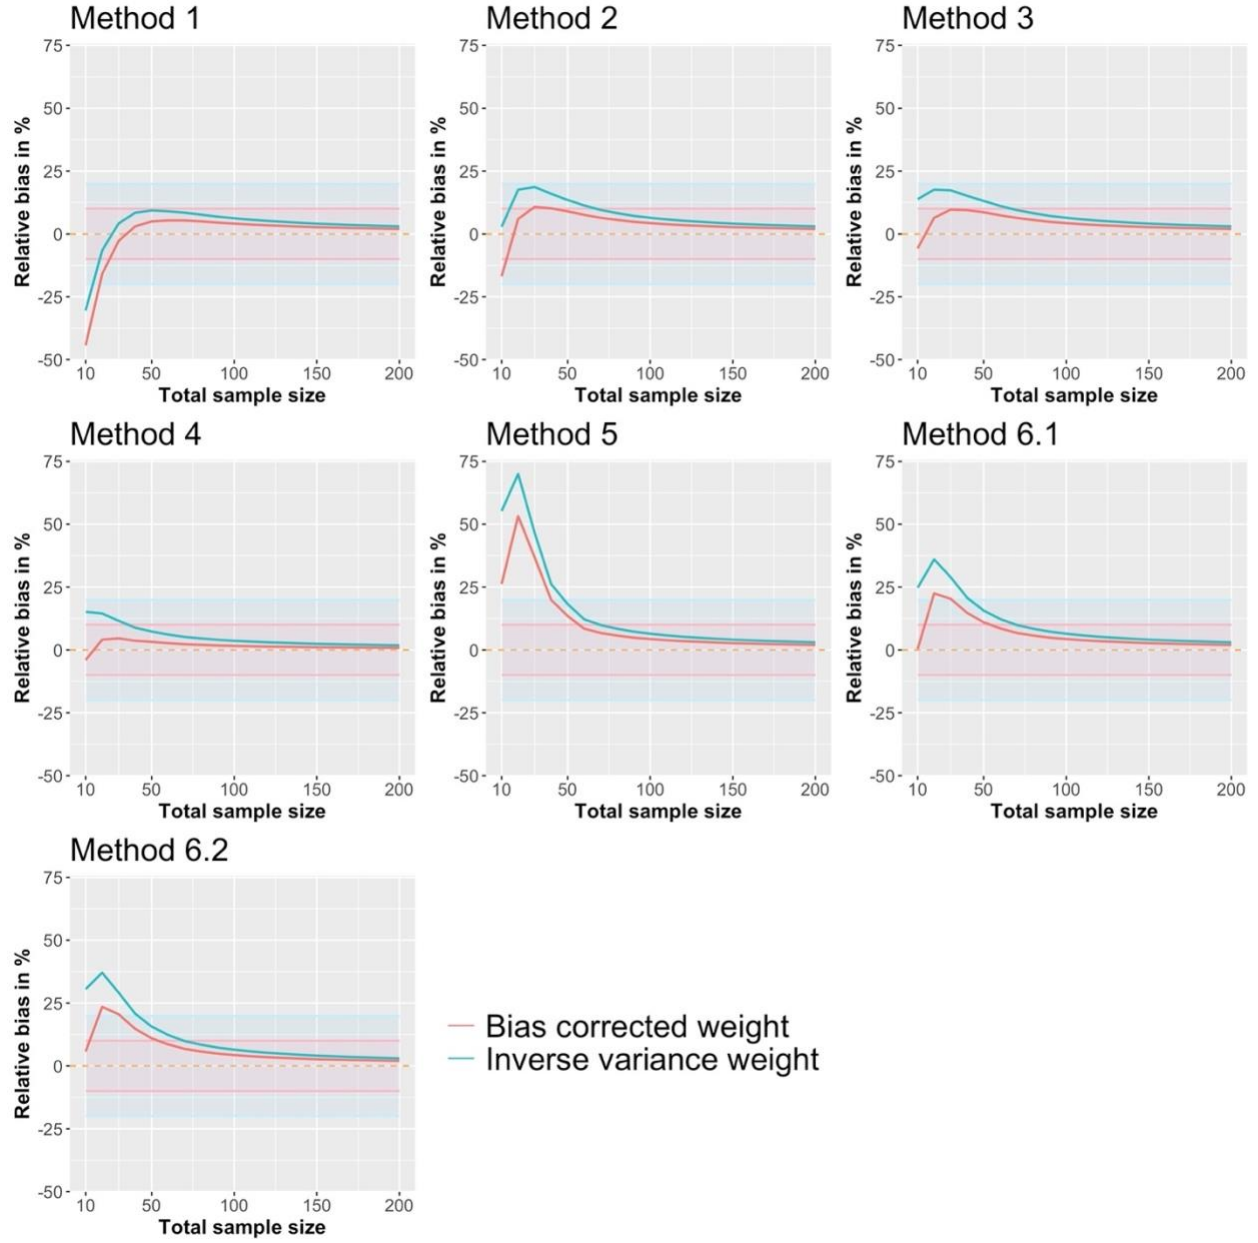 Method 1
Method 2
Method 3
75
50
25
0
-25
-50
Relative bias in %
10 50 100 150 200
Total sample size
75
50
25
0
-25
-50
Relative bias in %
10 50 100 150 200
Total sample size
75
50
25
0
-25
-50
Relative bias in %
10 50 100 150 200
Total sample size
Method 4
Method 5
Method 6.1
75
50
25
0
-25
-50
Relative bias in %
10 50 100 150 200
Total sample size
75
50
25
0
-25
-50
Relative bias in %
10 50 100 150 200
Total sample size
75
50
25
0
-25
-50
Relative bias in %
10 50 100 150 200
Total sample size
Method 6.2
75
50
25
0
-25
-50
Relative bias in %
10 50 100 150 200
Total sample size
Bias corrected weight
Inverse variance weight